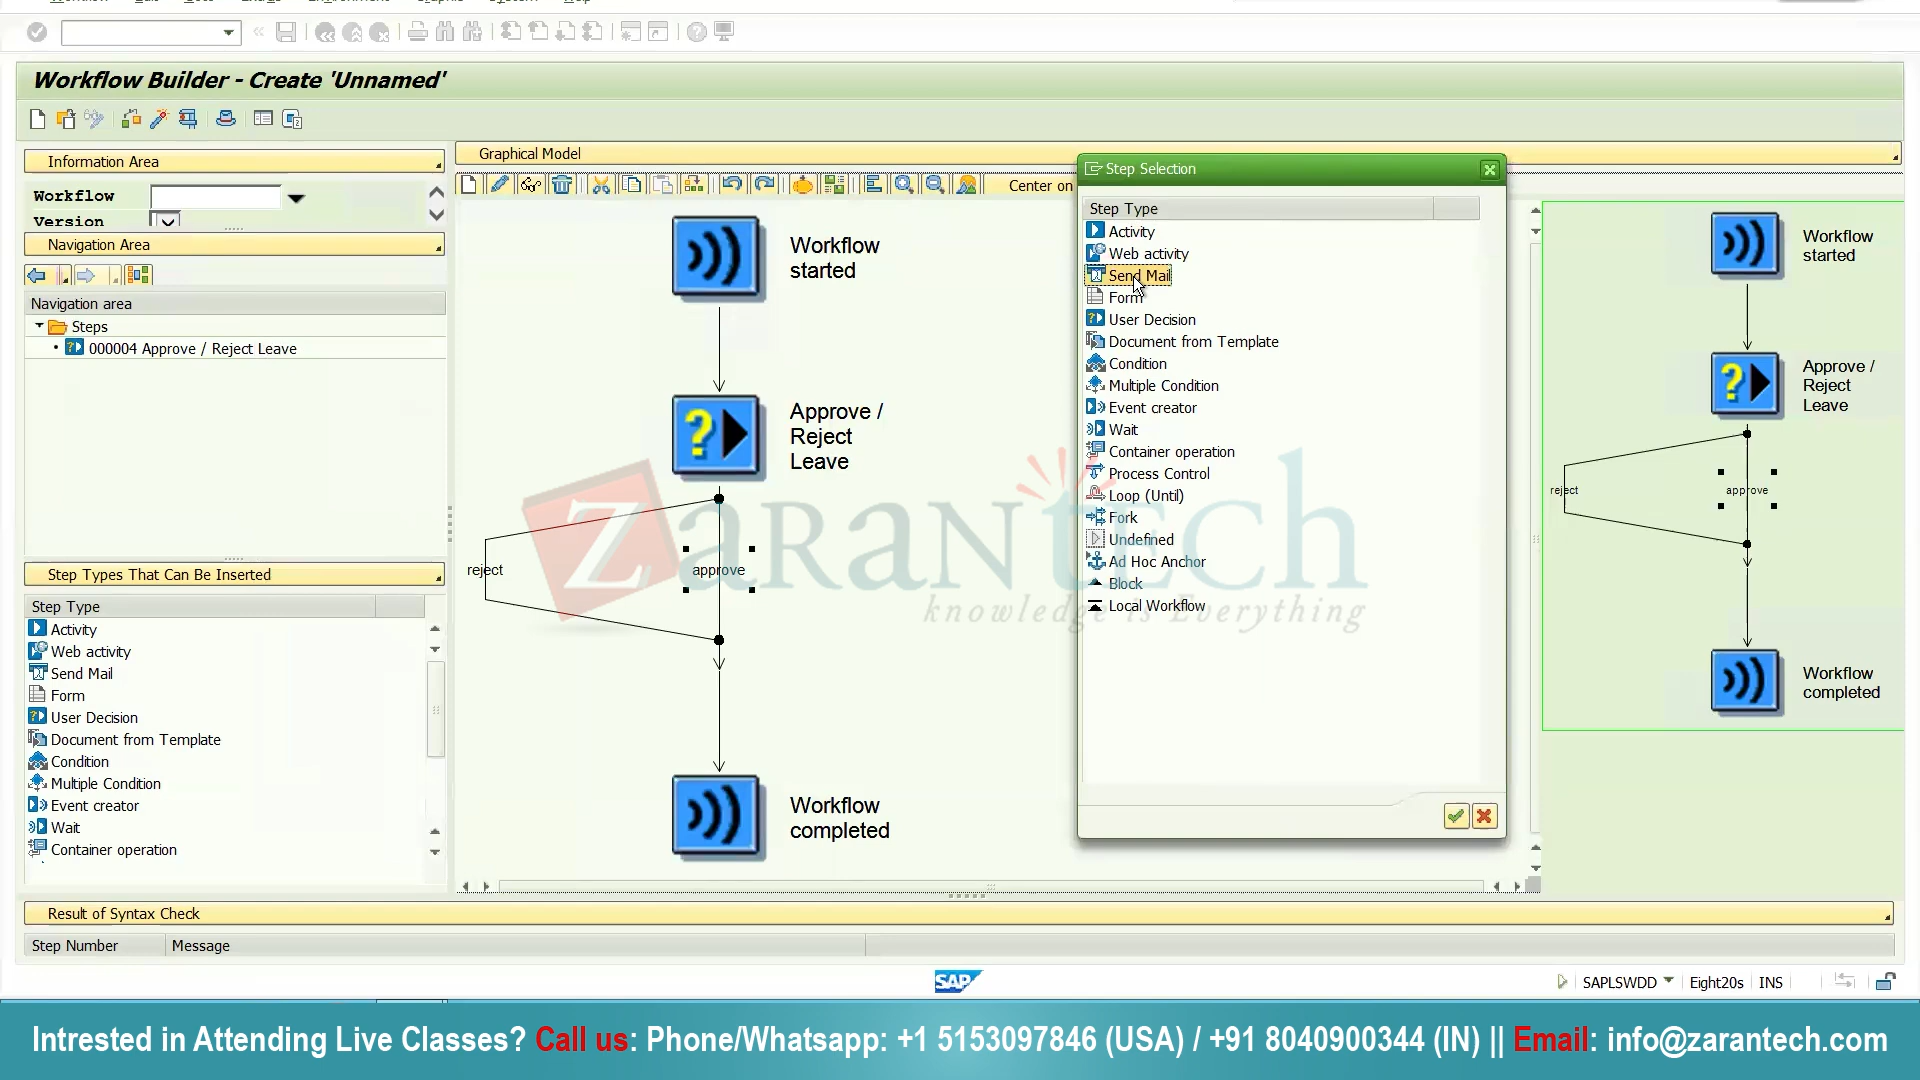 Workflow Builder - Create 'Unnamed'
Information Area
Workflow
Version
Navigation Area
Navigation area
Steps
000004 Approve / Reject Leave
Step Types That Can Be Inserted
Step Type
Activity
Web activity
Send Mail
Form
User Decision
Document from Template
Condition
Multiple Condition
Event creator
Wait
Container operation
Graphical Model
Center on
Workflow
started
Approve /
Reject
Leave
reject
approve
Workflow
completed
Step Selection
Step Type
Activity
Web activity
Send Mail
Form
User Decision
Document from Template
Condition
Multiple Condition
Event creator
Wait
Container operation
Process Control
Loop (Until)
Fork
Undefined
Ad Hoc Anchor
Block
Local Workflow
Workflow
started
Approve /
Reject
Leave
reject
approve
Workflow
completed
ZaranTech
knowledge is Everything
Result of Syntax Check
Step Number Message
SAP
SAPLSWDD Eight20s INS
Intrested in Attending Live Classes? Call us: Phone/Whatsapp: +1 5153097846 (USA) / +91 8040900344 (IN) || Email: info@zarantech.com